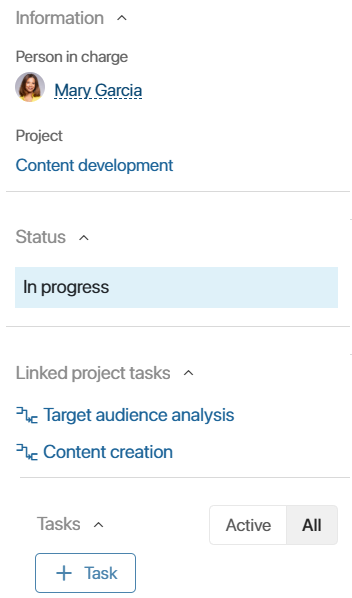 Information
Person in charge
Mary Garcia
Project
Content development
Status
In progress
Linked project tasks
Target audience analysis
Content creation
Tasks Active All
+ Task